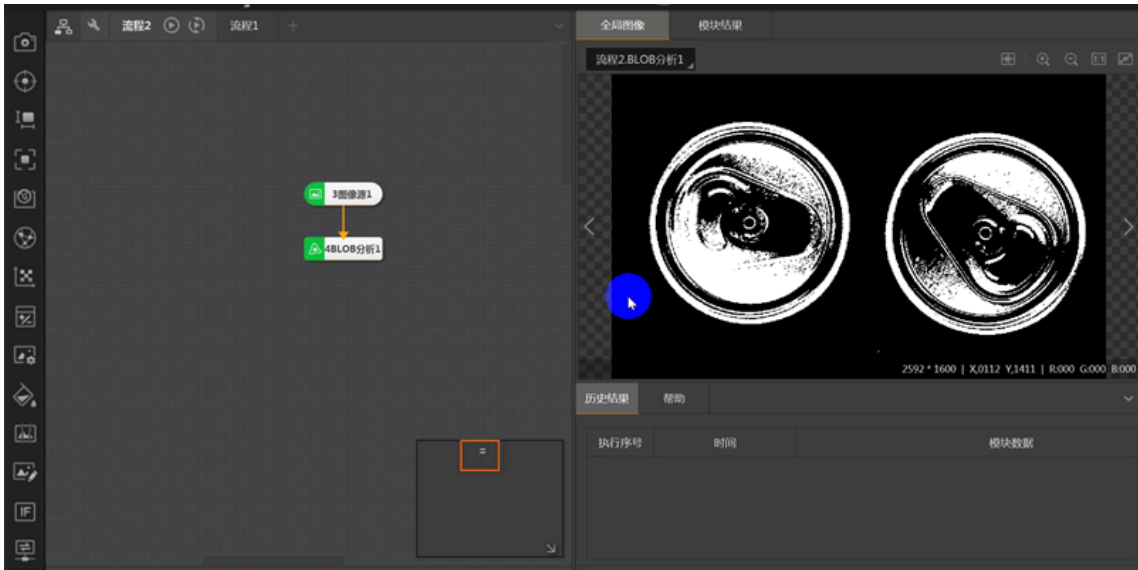 流程2
流程1
全局图像
模块结果
流程2.BLOB分析1
1:1
3图像源1
4BLOB分析1
IF
2592 * 1600 | X,0112 Y,1411 | R:000 G:000 B:000
历史结果
帮助
执行序号
时间
模块数据